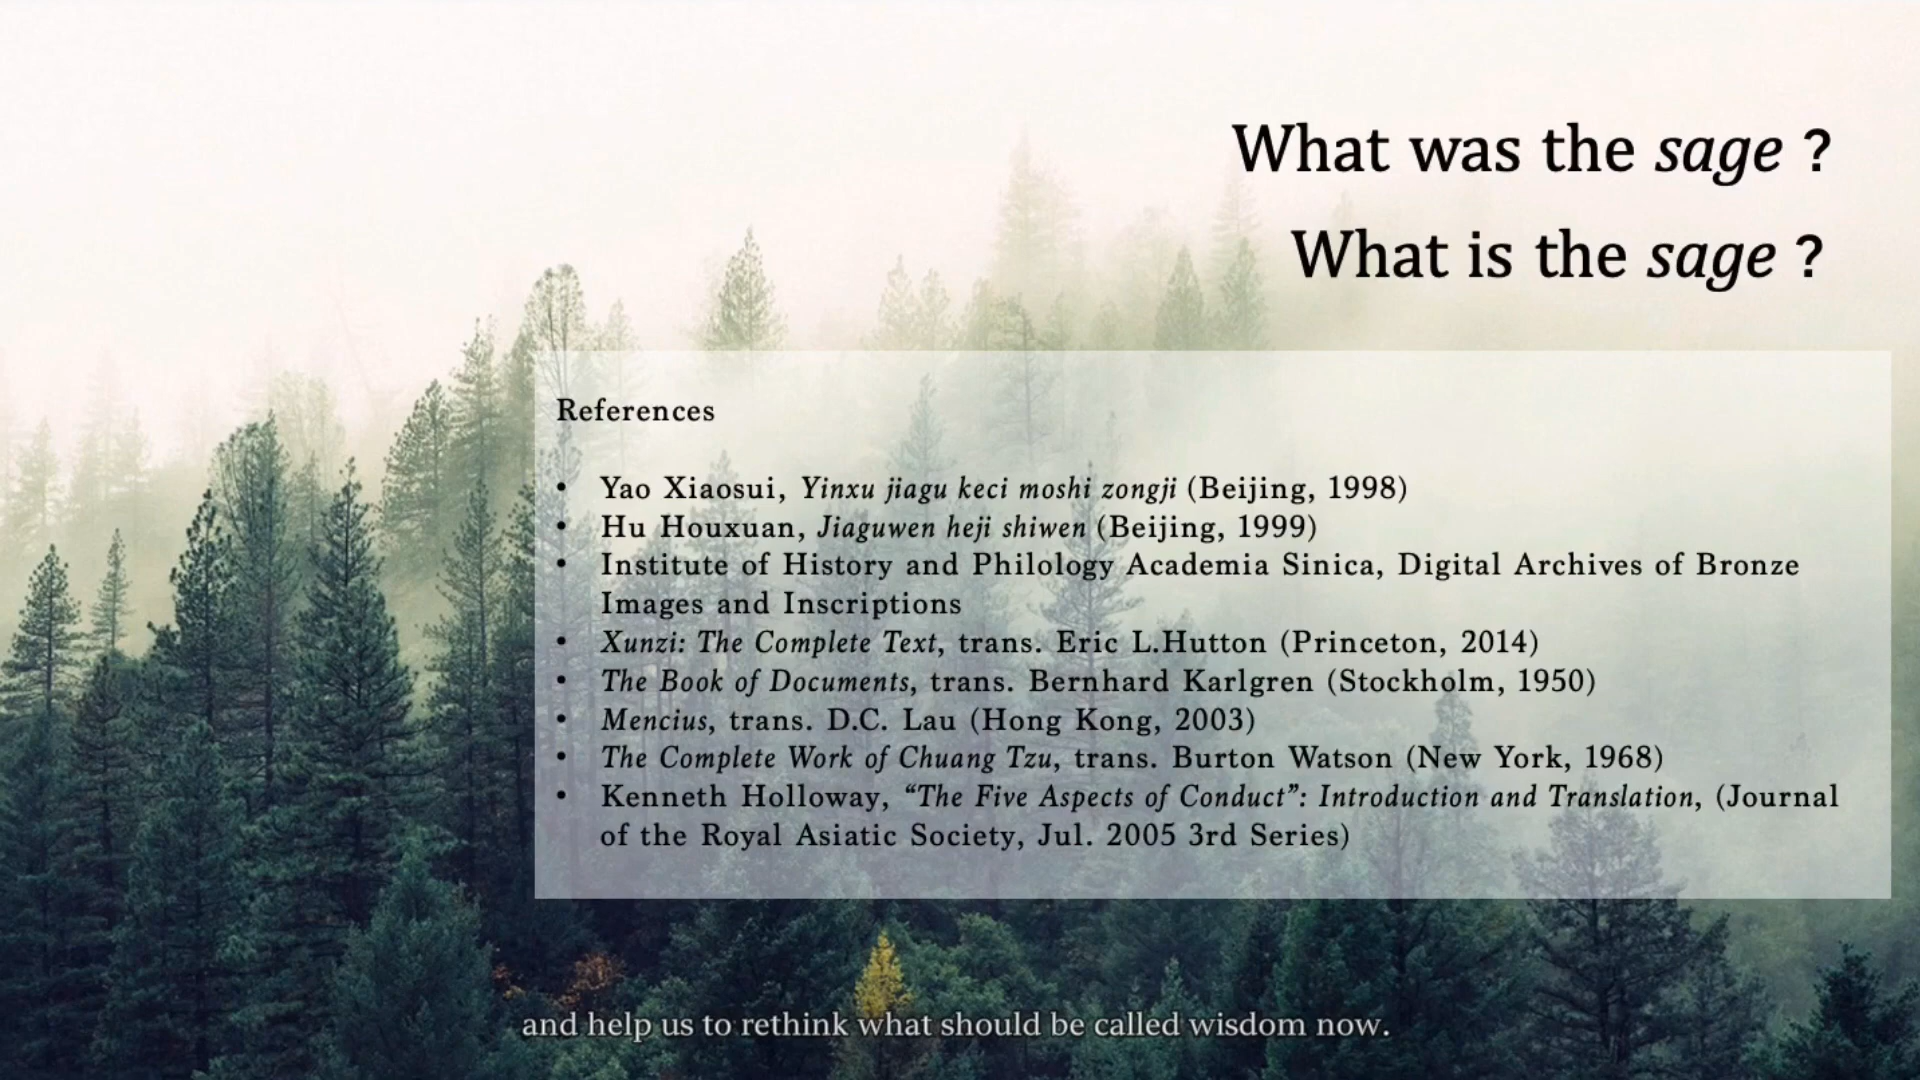 What was the sage ?
What is the sage ?
References
• Yao Xiaosui, Yinxu jiagu keci moshi zongji (Beijing, 1998)
• Hu Houxuan, Jiaguwen heji shiwen (Beijing, 1999)
• Institute of History and Philology Academia Sinica, Digital Archives of Bronze
Images and Inscriptions
• Xunzi: The Complete Text, trans. Eric L.Hutton (Princeton, 2014)
• The Book of Documents, trans. Bernhard Karlgren (Stockholm, 1950)
• Mencius, trans. D.C. Lau (Hong Kong, 2003)
• The Complete Work of Chuang Tzu, trans. Burton Watson (New York, 1968)
• Kenneth Holloway, “The Five Aspects of Conduct”: Introduction and Translation, (Journal
of the Royal Asiatic Society, Jul. 2005 3rd Series)
and help us to rethink what should be called wisdom now.